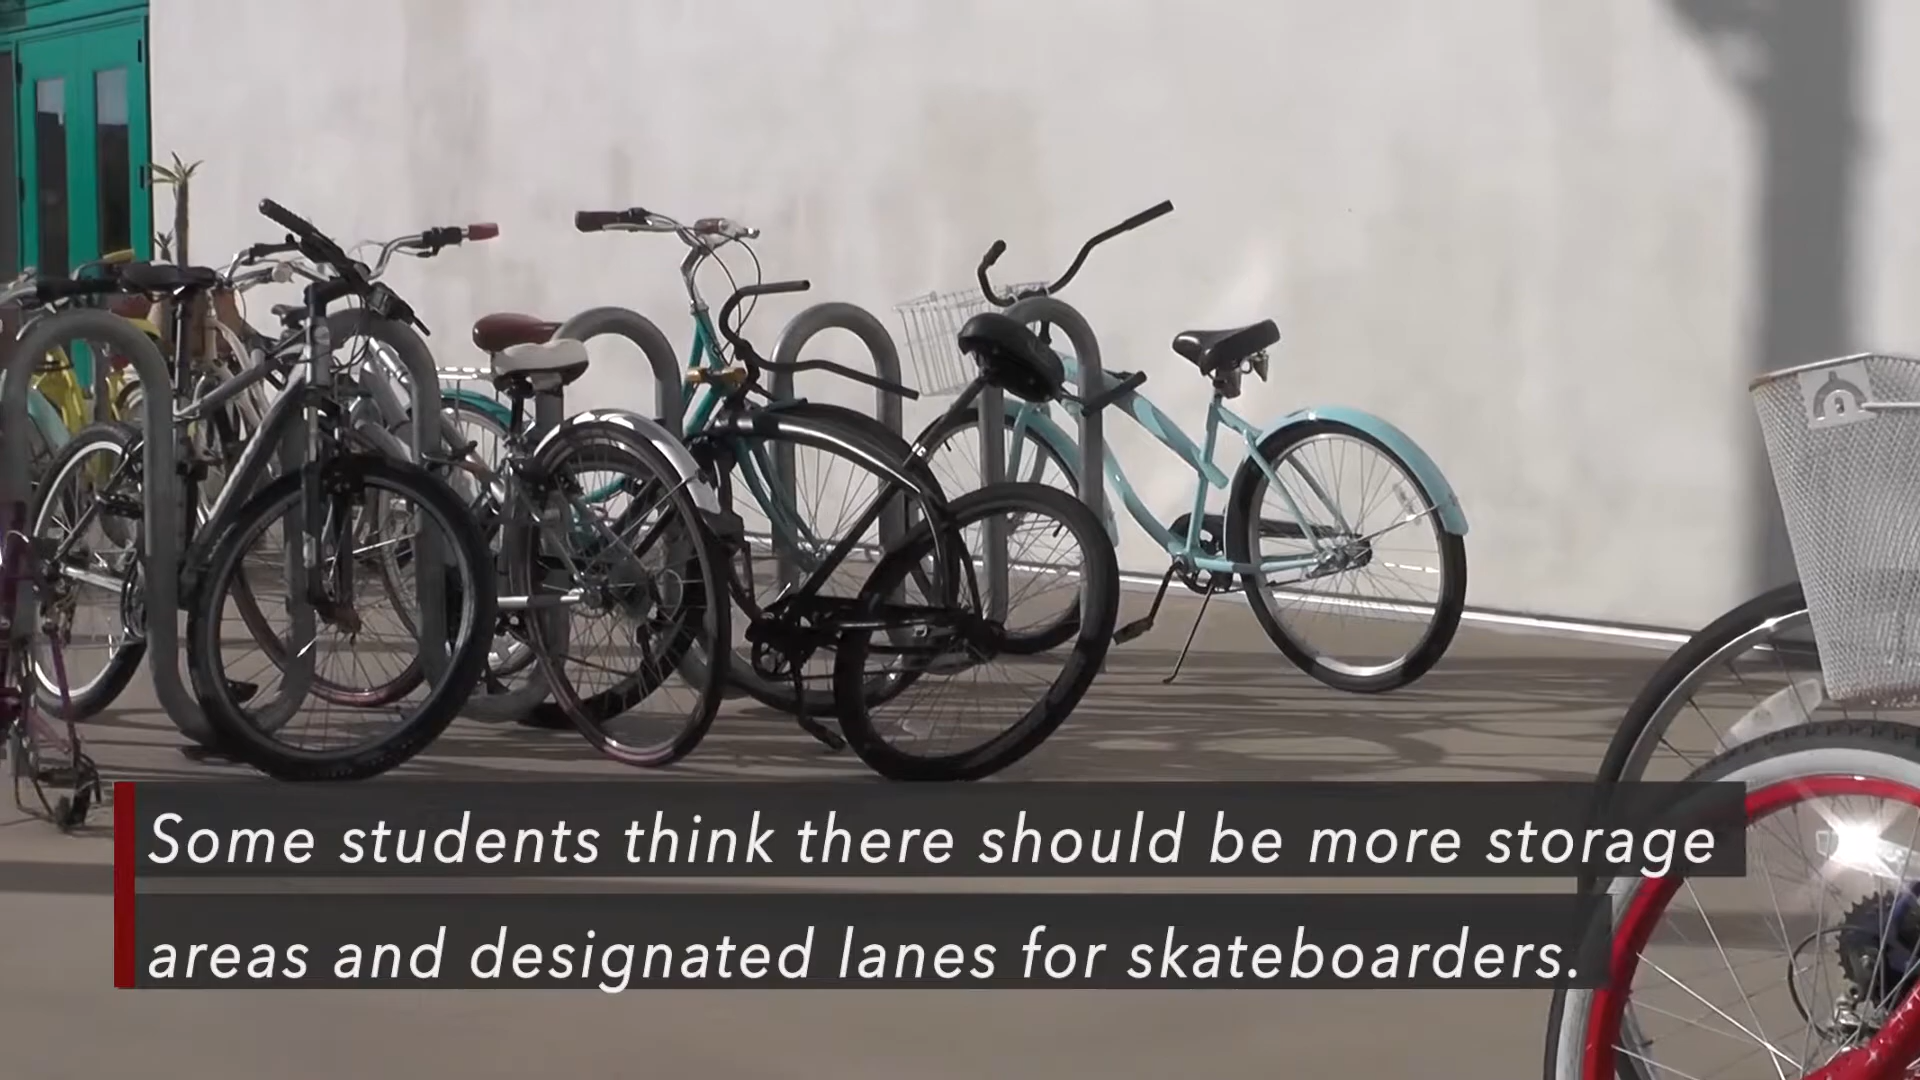 Some students think there should be more storage
areas and designated lanes for skateboarders.